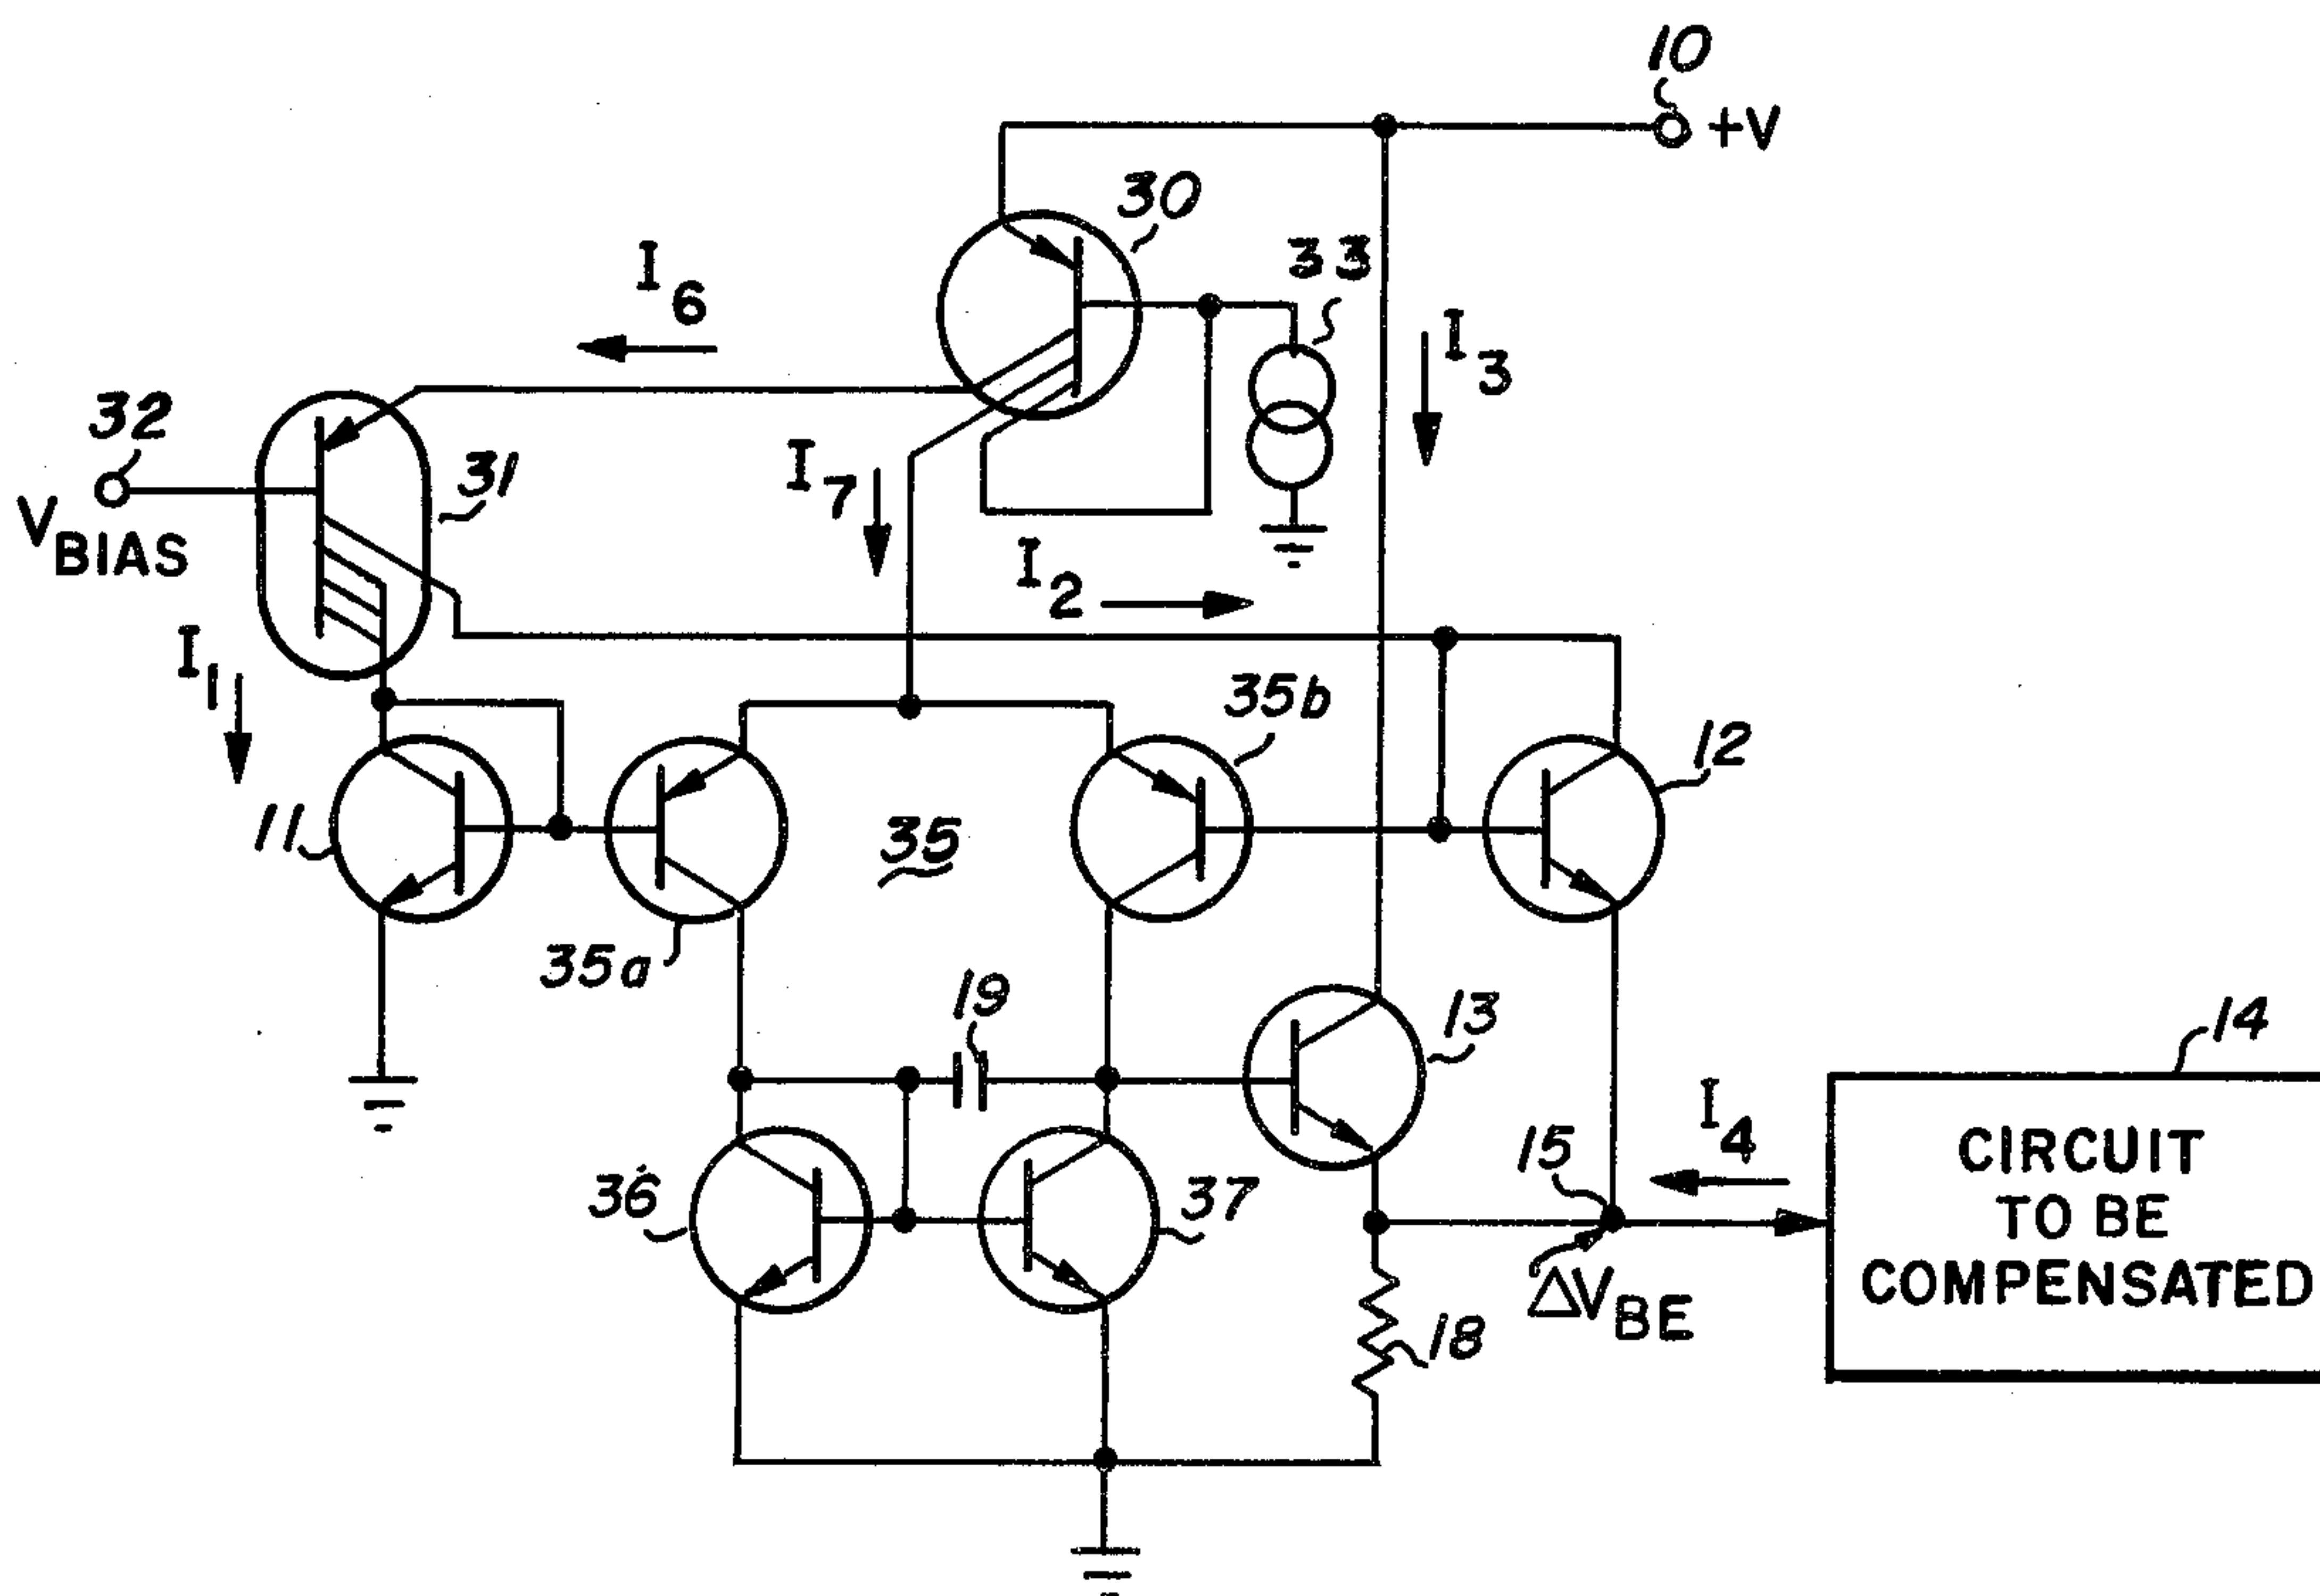 10
+V
30
33
I6
I3
32
31
I7
VBIAS
I2
I1
35b
12
11
35
35a
19
13
14
I4
15
CIRCUIT
TO BE
COMPENSATED
36
37
ΔVBE
18